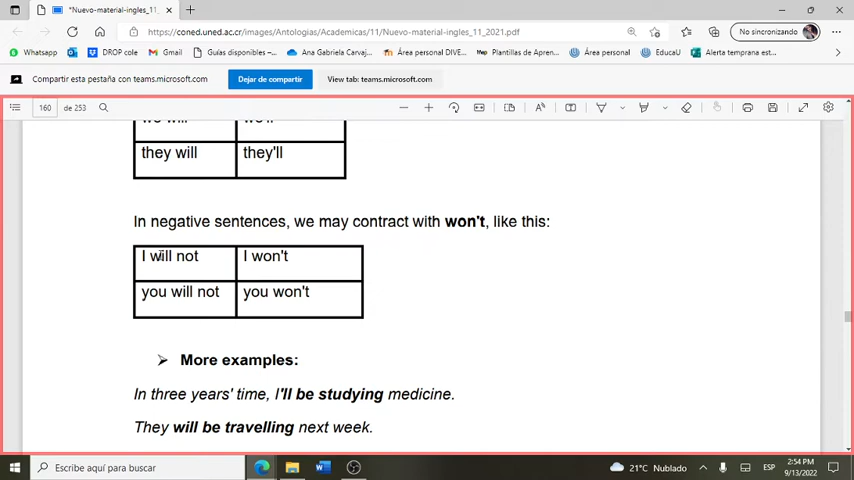 *Nuevo-material-ingles_11_2021.p
https://coned.uned.ac.cr/images/Antologias/Academicas/11/Nuevo-material-ingles_11_2021.pdf
No sincronizando
Whatsapp
DROP cole
Gmail
Guías disponibles –...
Ana Gabriela Carvaj...
Área personal DIVE...
Plantillas de Apren...
Área personal
EducaU
Alerta temprana est...
Compartir esta pestaña con teams.microsoft.com
Dejar de compartir
View tab: teams.microsoft.com
160 de 253
we will we'll
they will they'll
In negative sentences, we may contract with won't, like this:
I will not I won't
you will not you won't
More examples:
In three years' time, I'll be studying medicine.
They will be travelling next week.
Escribe aquí para buscar
21°C Nublado
ESP
2:54 PM
9/13/2022